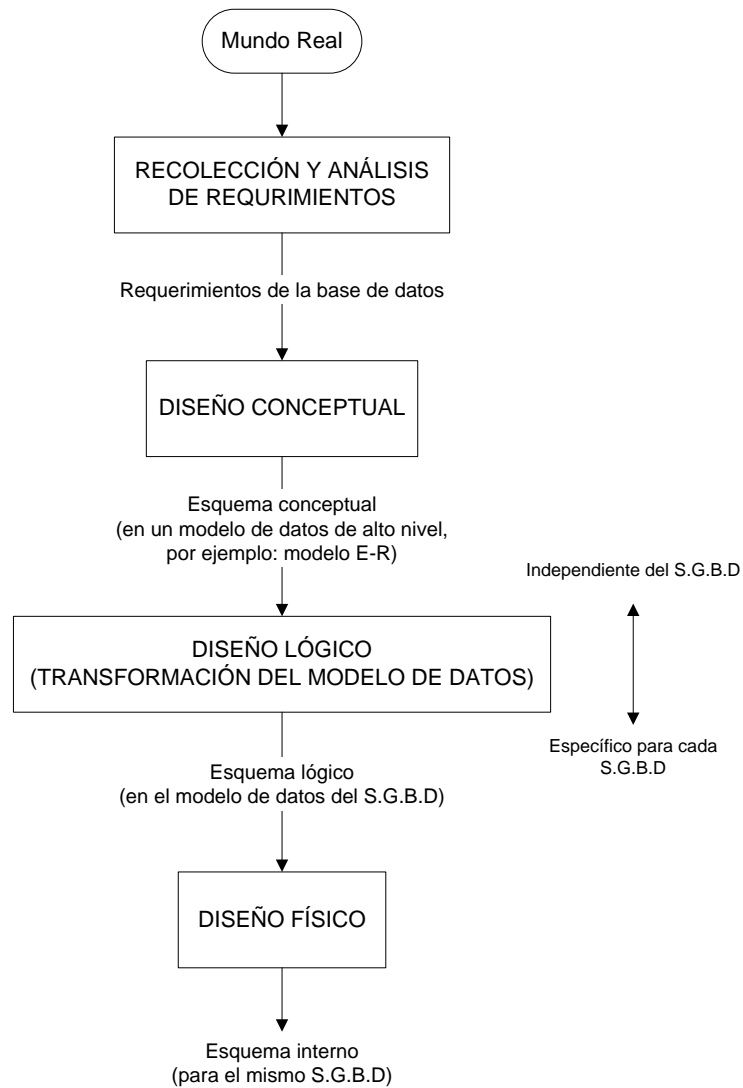 Mundo Real
RECOLECCIÓN Y ANÁLISIS
DE REQURIMIENTOS
Requerimientos de la base de datos
DISEÑO CONCEPTUAL
Esquema conceptual
(en un modelo de datos de alto nivel,
por ejemplo: modelo E-R)
Independiente del S.G.B.D
DISEÑO LÓGICO
(TRANSFORMACIÓN DEL MODELO DE DATOS)
Específico para cada
S.G.B.D
Esquema lógico
(en el modelo de datos del S.G.B.D)
DISEÑO FÍSICO
Esquema interno
(para el mismo S.G.B.D)